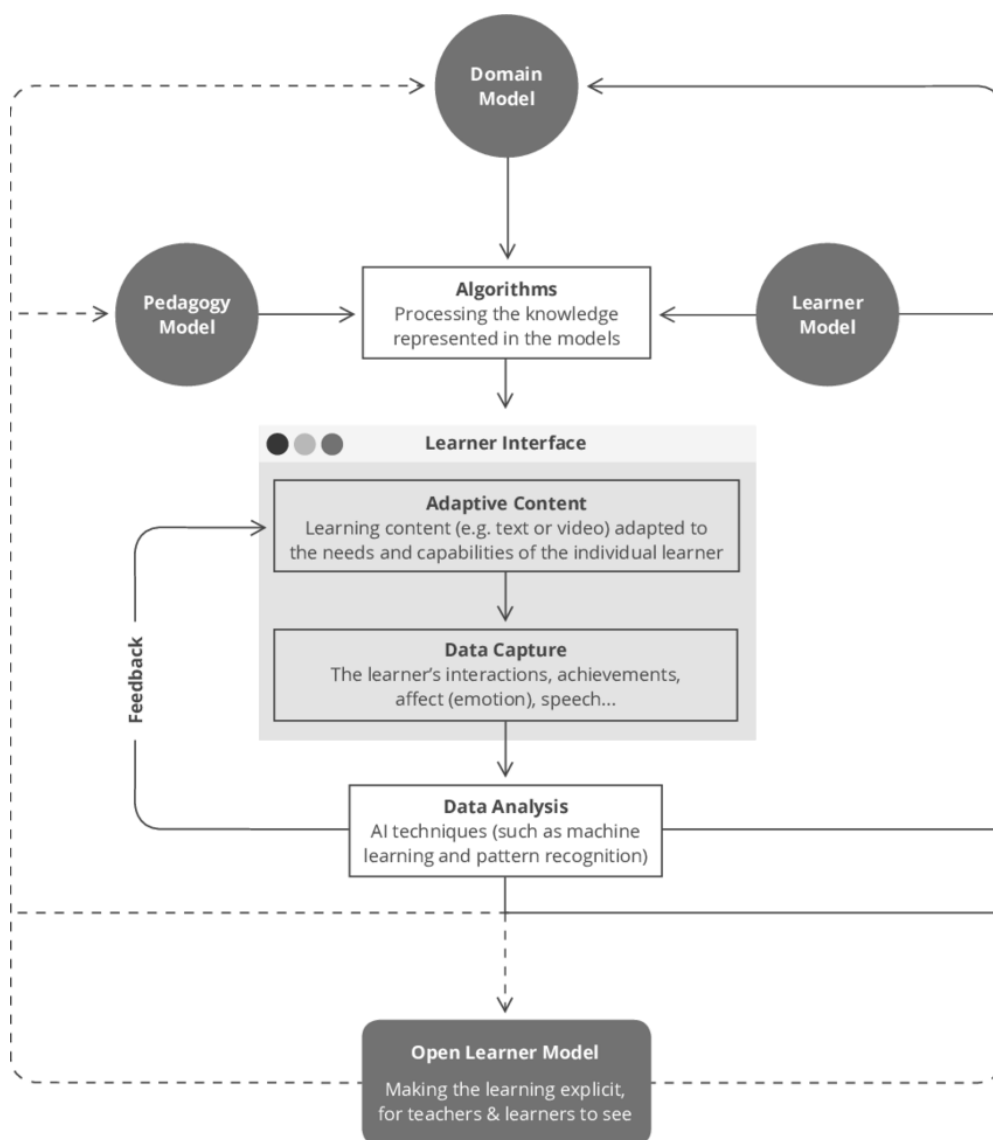 Domain
Model
Pedagogy
Model
Algorithms
Processing the knowledge
represented in the models
Learner
Model
Learner Interface
Adaptive Content
Learning content (e.g. text or video) adapted to
the needs and capabilities of the individual learner
Feedback
Data Capture
The learner’s interactions, achievements,
affect (emotion), speech...
Data Analysis
AI techniques (such as machine
learning and pattern recognition)
Open Learner Model
Making the learning explicit,
for teachers & learners to see